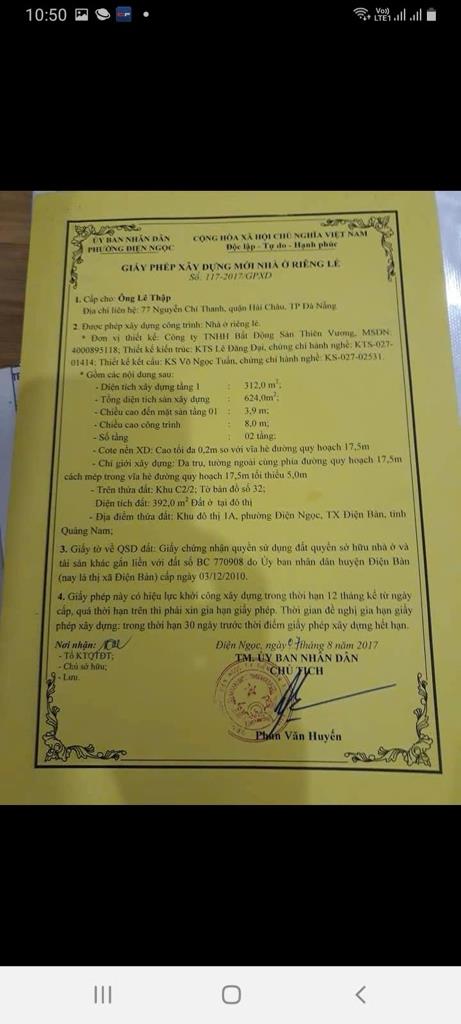 10:50
Vo))
LTE1
ỦY BAN NHÂN DÂN
PHƯỜNG ĐIỆN NGỌC
CỘNG HÒA XÃ HỘI CHỦ NGHĨA VIỆT NAM
Độc lập - Tự do - Hạnh phúc
GIẤY PHÉP XÂY DỰNG MỚI NHÀ Ở RIÊNG LẺ
Số: 117-2017/GPXD
1. Cấp cho: Ông Lê Thập
Địa chỉ liên hệ: 77 Nguyễn Chí Thanh, quận Hải Châu, TP Đà Nẵng
2. Được phép xây dựng công trình: Nhà ở riêng lẻ.
* Đơn vị thiết kế: Công ty TNHH Bất Động Sản Thiên Vương, MSDN:
4000895118; Thiết kế kiến trúc: KTS Lê Đăng Đại, chứng chỉ hành nghề: KTS-027-
01414; Thiết kế kết cấu: KS Võ Ngọc Tuấn, chứng chỉ hành nghề: KS-027-02531.
* Gồm các nội dung sau:
- Diện tích xây dựng tầng 1 : 312,0 m²;
- Tổng diện tích sàn xây dựng : 624,0m²;
- Chiều cao đến mặt sàn tầng 01 : 3,9 m;
- Chiều cao công trình : 8,0 m;
- Số tầng : 02 tầng;
- Cote nền XD: Cao tối đa 0,2m so với vỉa hè đường quy hoạch 17,5m
- Chỉ giới xây dựng: Da trụ, tường ngoài cùng phía đường quy hoạch 17,5m
cách mép trong vỉa hè đường quy hoạch 17,5m tối thiểu 5,0m
- Trên thửa đất: Khu C2/2; Tờ bản đồ số 32;
Diện tích đất: 392,0 m² Đất ở tại đô thị
- Địa điểm thửa đất: Khu đô thị 1A, phường Điện Ngọc, TX Điện Bàn, tỉnh
Quảng Nam;
3. Giấy tờ về QSD đất: Giấy chứng nhận quyền sử dụng đất quyền sở hữu nhà ở và
tài sản khác gắn liền với đất số BC 770908 do Ủy ban nhân dân huyện Điện Bàn
(nay là thị xã Điện Bàn) cấp ngày 03/12/2010.
4. Giấy phép này có hiệu lực khởi công xây dựng trong thời hạn 12 tháng kể từ ngày
cấp, quá thời hạn trên thì phải xin gia hạn giấy phép. Thời gian đề nghị gia hạn giấy
phép xây dựng: trong thời hạn 30 ngày trước thời điểm giấy phép xây dựng hết hạn.
Nơi nhận:
- Tổ KTQTĐT;
- Chủ sở hữu;
- Lưu.
Điện Ngọc, ngày 07 tháng 8 năm 2017
TM. ỦY BAN NHÂN DÂN
CHỦ TỊCH
Phan Văn Huyến